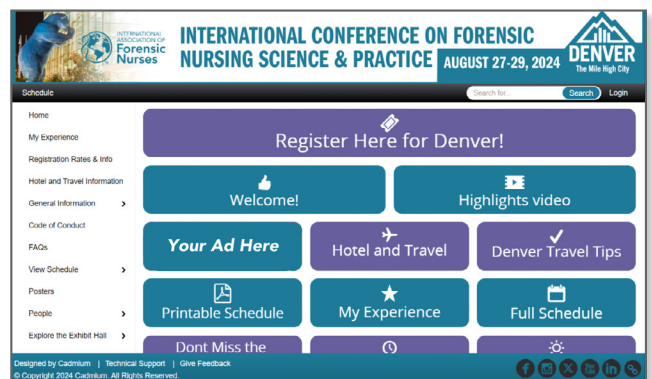 INTERNATIONAL
ASSOCIATION OF
Forensic
Nurses
INTERNATIONAL CONFERENCE ON FORENSIC
NURSING SCIENCE & PRACTICE
AUGUST 27-29, 2024
DENVER
The Mile High City
Schedule
Search for...
Search
Login
Home
My Experience
Registration Rates & Info
Hotel and Travel Information
General Information
Code of Conduct
FAQs
View Schedule
Posters
People
Explore the Exhibit Hall
Register Here for Denver!
Welcome!
Highlights video
Your Ad Here
Hotel and Travel
Denver Travel Tips
Printable Schedule
My Experience
Full Schedule
Dont Miss the
Designed by Cadmium | Technical Support | Give Feedback
© Copyright 2024 Cadmium. All Rights Reserved.